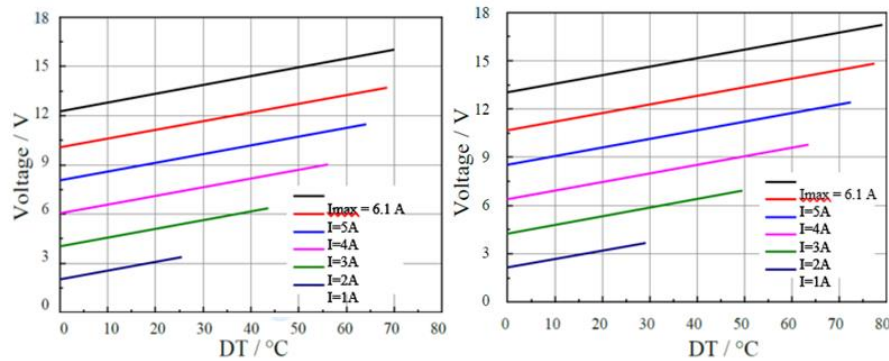 18
15
12
9
6
3
0
Voltage / V
0 10 20 30 40 50 60 70 80
DT / °C
Imax = 6.1 A
I=5A
I=4A
I=3A
I=2A
I=1A
18
15
12
9
6
3
0
Voltage / V
0 10 20 30 40 50 60 70 80
DT / °C
Imax = 6.1 A
I=5A
I=4A
I=3A
I=2A
I=1A